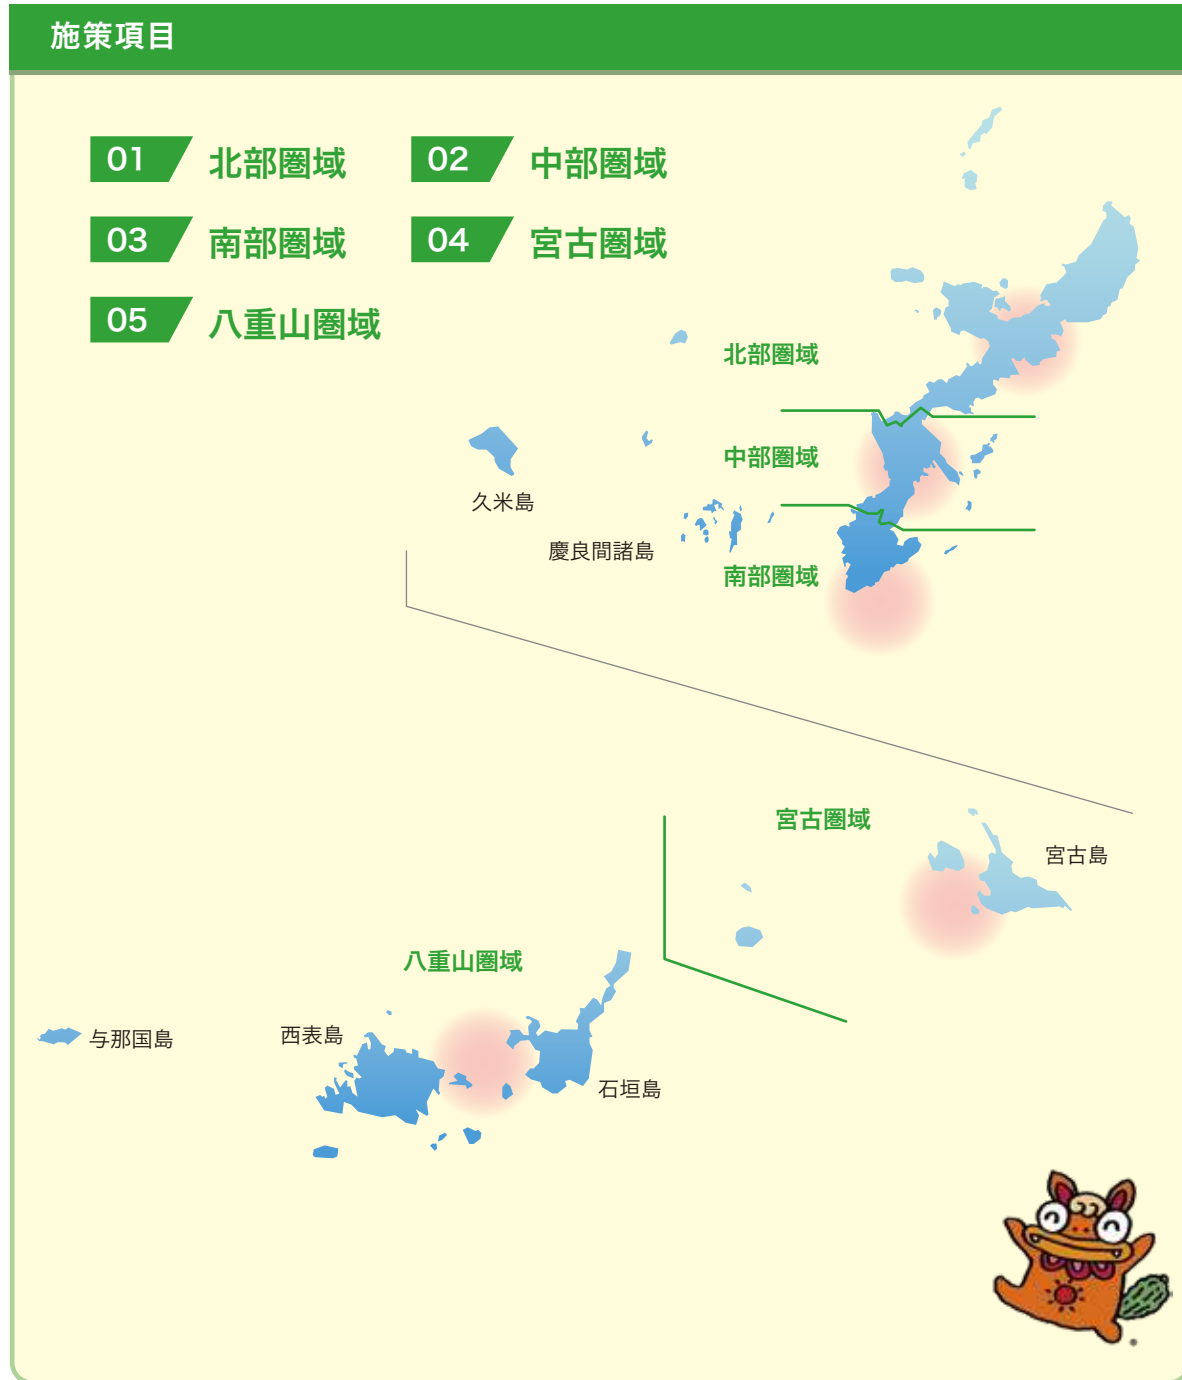 施策項目
01 北部圏域
02 中部圏域
03 南部圏域
04 宮古圏域
05 八重山圏域
北部圏域
中部圏域
久米島
慶良間諸島
南部圏域
宮古圏域
宮古島
八重山圏域
与那国島
西表島
石垣島